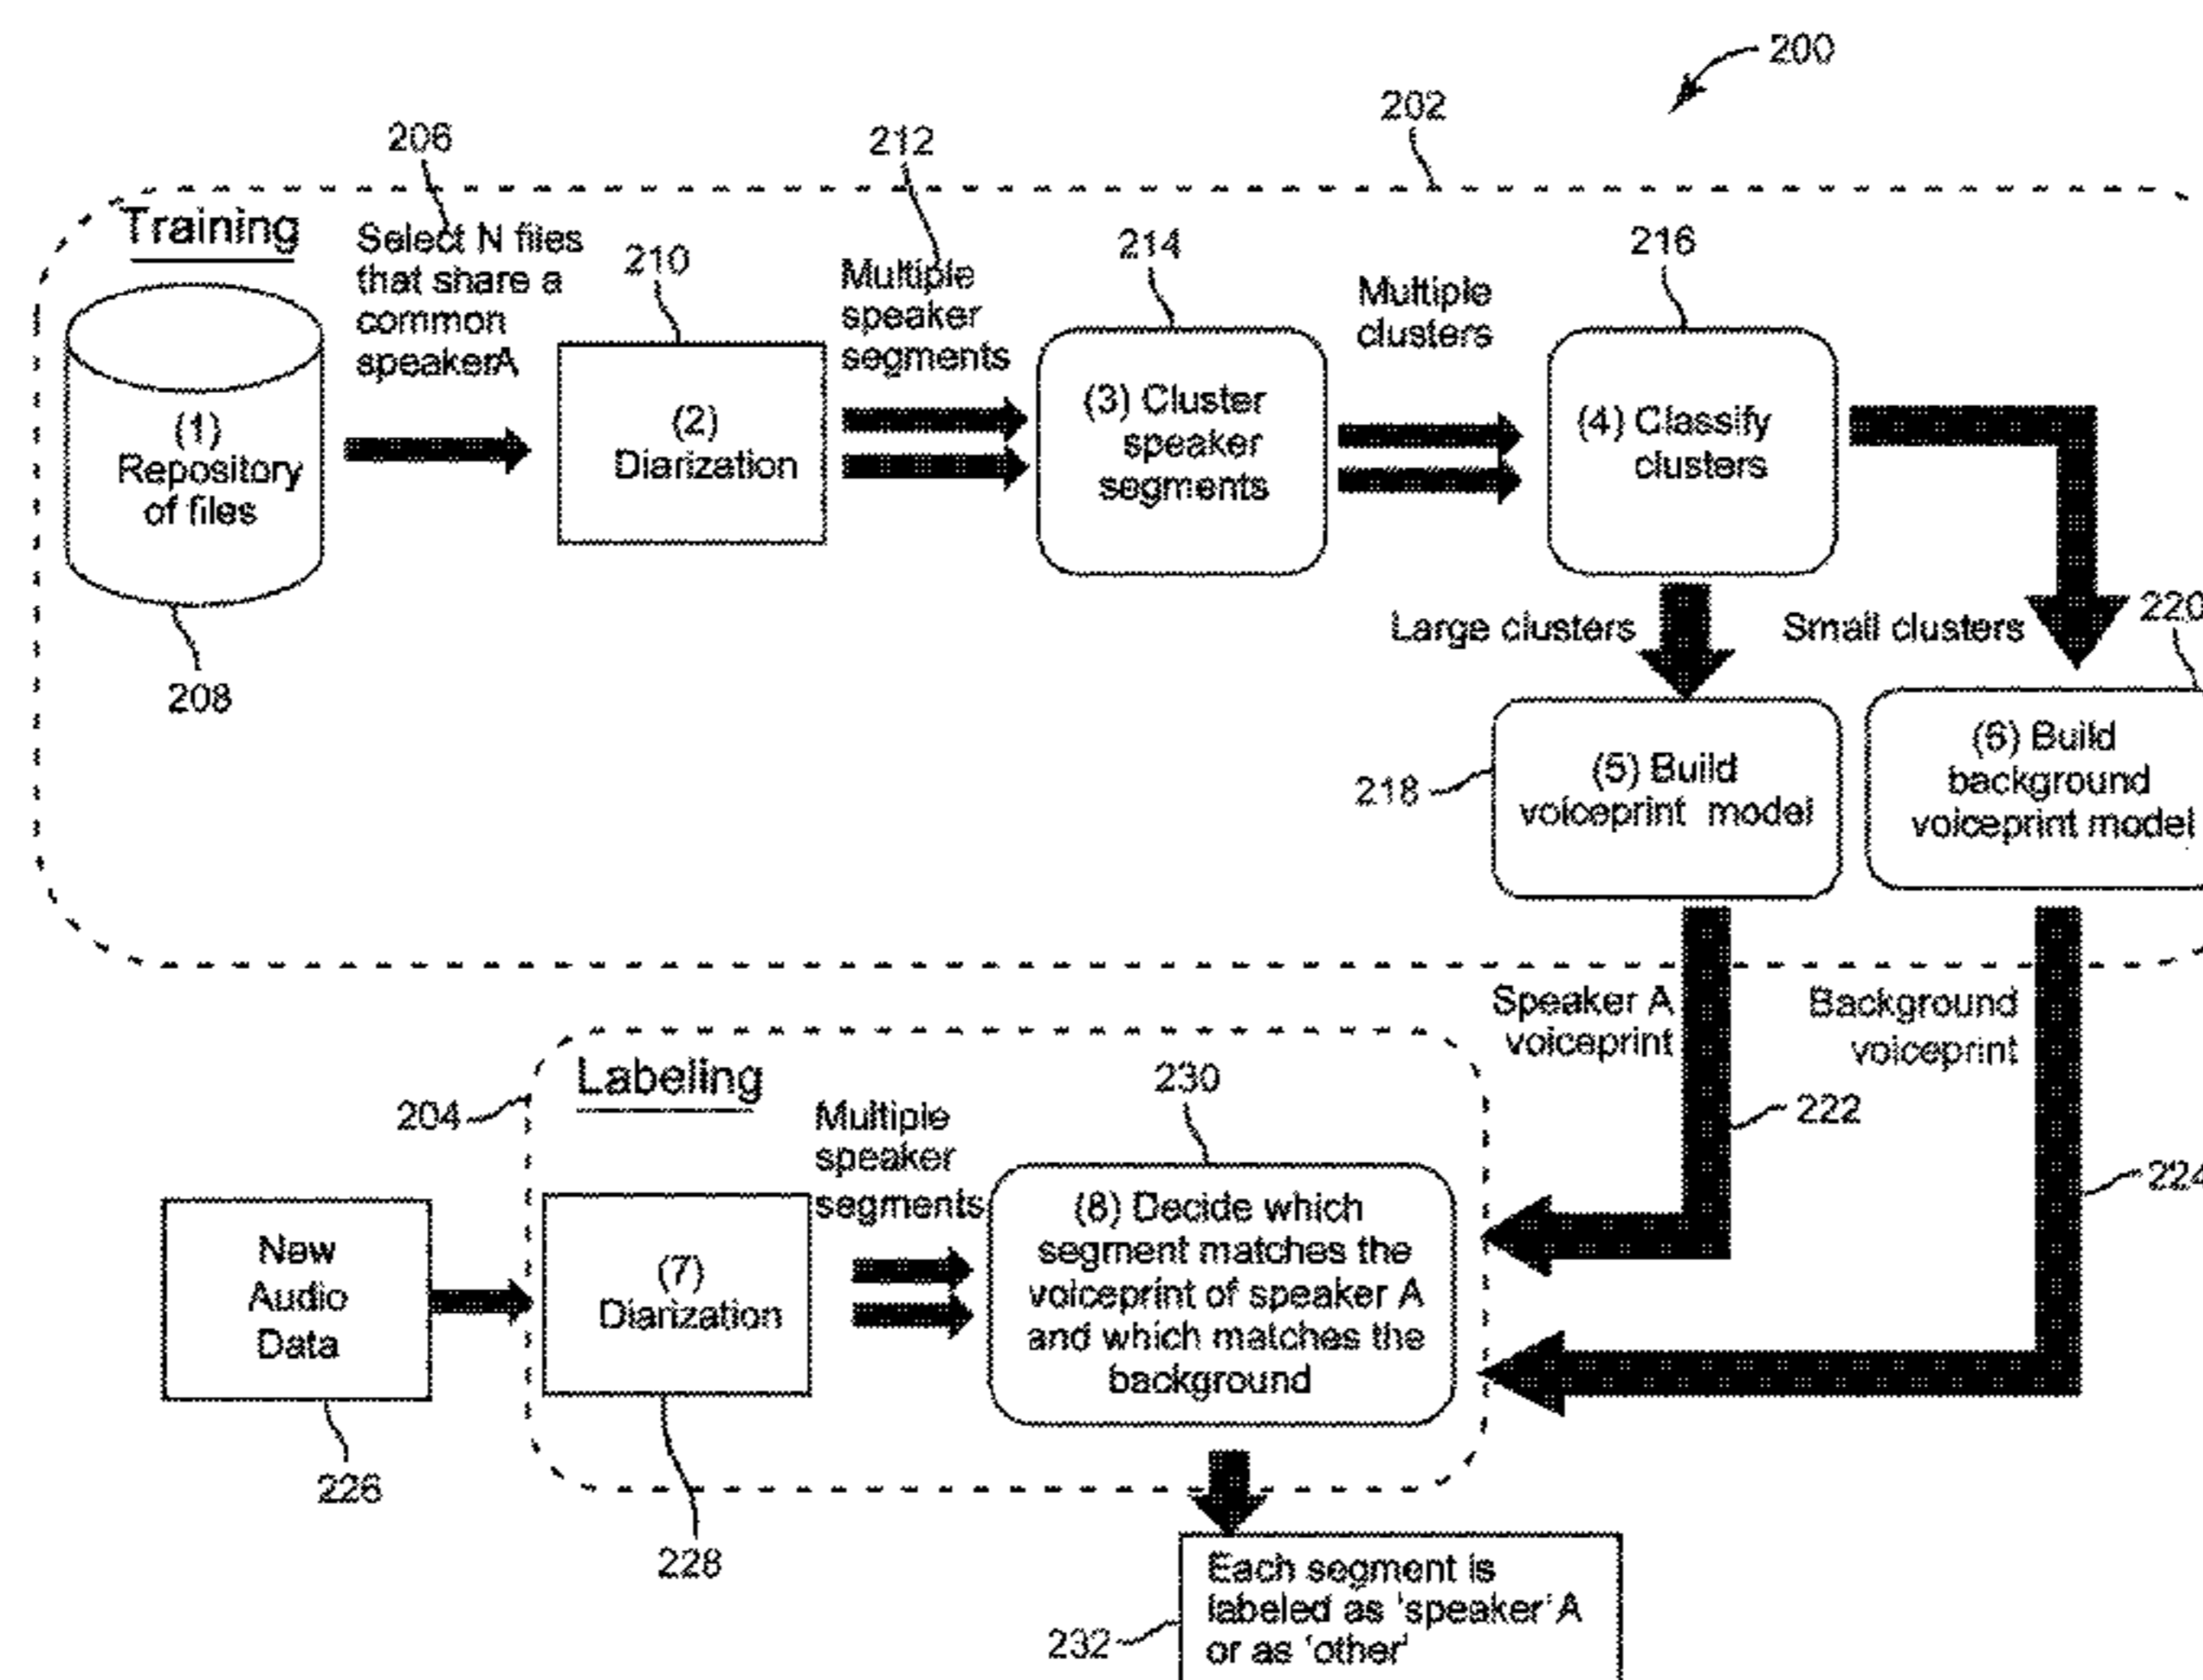 200
202
206
212
Training
Select N files
that share a
common
speakerA
210
Multiple
speaker
segments
214
Multiple
clusters
216
(1)
Repository
of files
(2)
Diarization
(3) Cluster
speaker
segments
(4) Classify
clusters
208
Large clusters
Small clusters
220
218
(5) Build
voiceprint model
(6) Build
background
voiceprint model
Speaker A
voiceprint
Background
voiceprint
222
224
204
Labeling
Multiple
speaker
segments
230
New
Audio
Data
(7)
Diarization
(8) Decide which
segment matches the
voiceprint of speaker A
and which matches the
background
226
228
232
Each segment is
labeled as 'speaker' A
or as 'other'